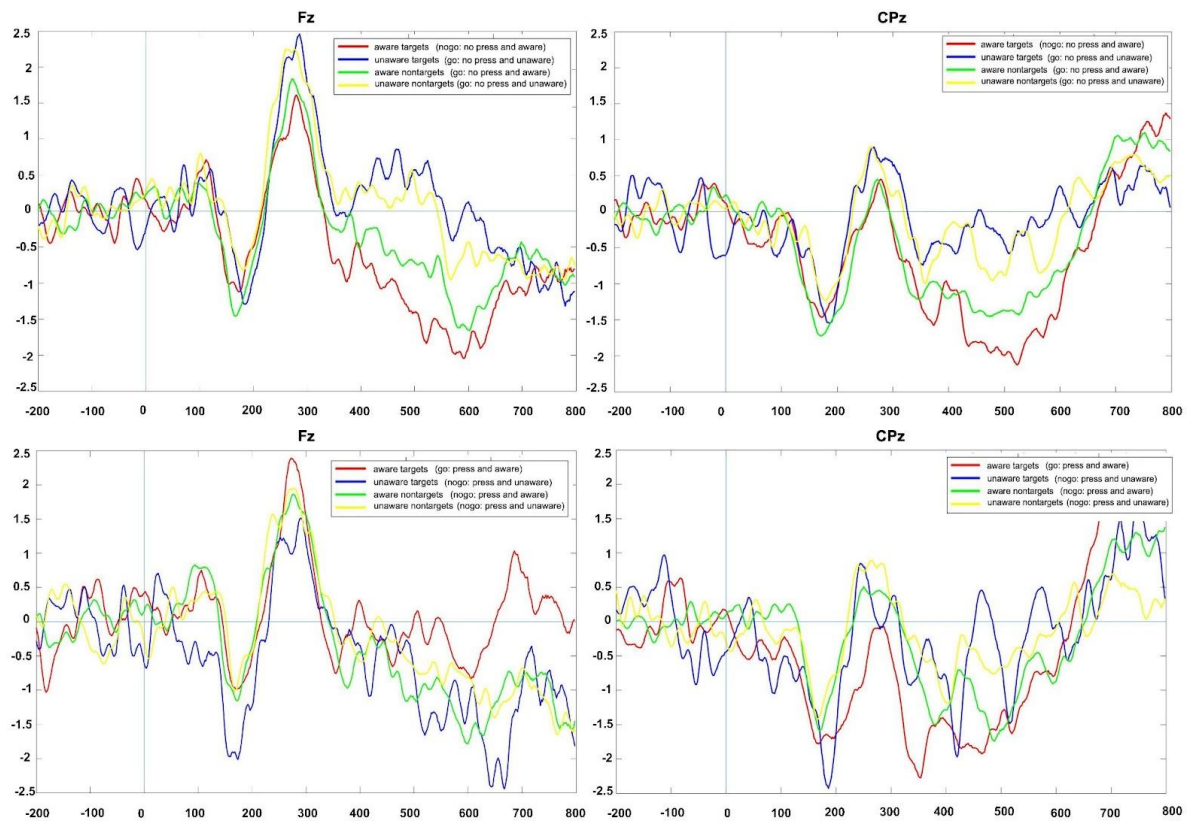 Fz
2.5
2
1.5
1
0.5
0
-0.5
-1
-1.5
-2
-2.5
aware targets (nogo: no press and aware)
unaware targets (go: no press and unaware)
aware nontargets (go: no press and aware)
unaware nontargets (go: no press and unaware)
-200 -100 0 100 200 300 400 500 600 700 800
CPz
2.5
2
1.5
1
0.5
0
-0.5
-1
-1.5
-2
-2.5
aware targets (nogo: no press and aware)
unaware targets (go: no press and unaware)
aware nontargets (go: no press and aware)
unaware nontargets (go: no press and unaware)
-200 -100 0 100 200 300 400 500 600 700 800
Fz
2.5
2
1.5
1
0.5
0
-0.5
-1
-1.5
-2
-2.5
aware targets (go: press and aware)
unaware targets (nogo: press and unaware)
aware nontargets (nogo: press and aware)
unaware nontargets (nogo: press and unaware)
-200 -100 0 100 200 300 400 500 600 700 800
CPz
2.5
2
1.5
1
0.5
0
-0.5
-1
-1.5
-2
-2.5
aware targets (go: press and aware)
unaware targets (nogo: press and unaware)
aware nontargets (nogo: press and aware)
unaware nontargets (nogo: press and unaware)
-200 -100 0 100 200 300 400 500 600 700 800